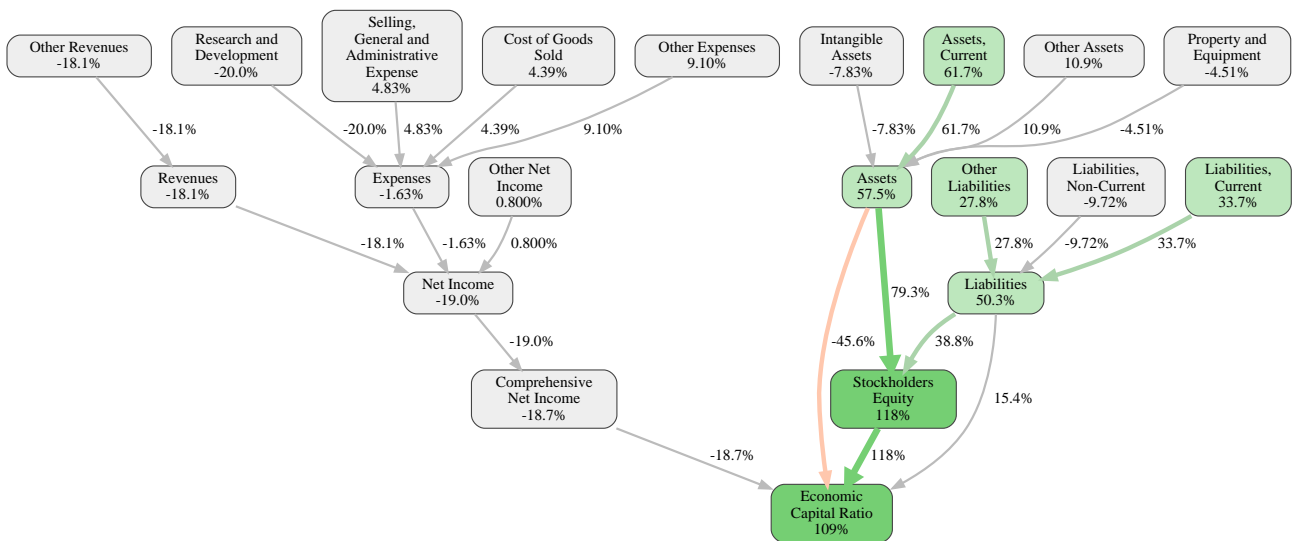 Other Revenues
-18.1%
Research and
Development
-20.0%
Selling,
General and
Administrative
Expense
4.83%
Cost of Goods
Sold
4.39%
Other Expenses
9.10%
Intangible
Assets
-7.83%
Assets,
Current
61.7%
Other Assets
10.9%
Property and
Equipment
-4.51%
-18.1%
-20.0%
4.83%
4.39%
9.10%
-7.83%
61.7%
10.9%
-4.51%
Revenues
-18.1%
Expenses
-1.63%
Other Net
Income
0.800%
Assets
57.5%
Other
Liabilities
27.8%
Liabilities,
Non-Current
-9.72%
Liabilities,
Current
33.7%
-18.1%
-1.63%
0.800%
27.8%
-9.72%
33.7%
Net Income
-19.0%
79.3%
Liabilities
50.3%
-19.0%
-45.6%
38.8%
Comprehensive
Net Income
-18.7%
Stockholders
Equity
118%
15.4%
-18.7%
118%
Economic
Capital Ratio
109%